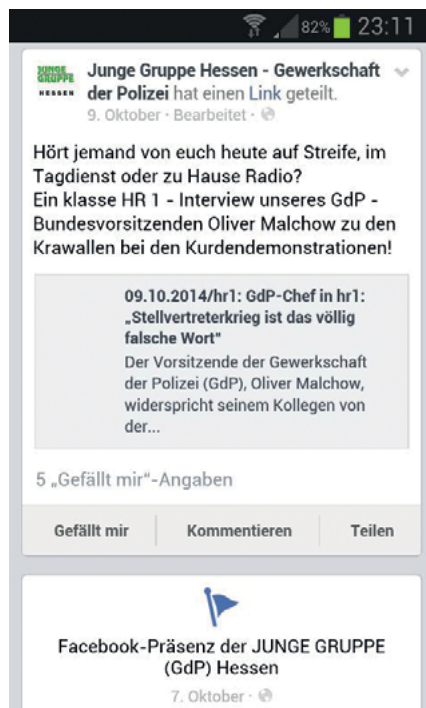 82% 23:11
JUNGE
GRUPPE
HESSEN
Junge Gruppe Hessen - Gewerkschaft
der Polizei hat einen Link geteilt.
9. Oktober · Bearbeitet ·
Hört jemand von euch heute auf Streife, im
Tagdienst oder zu Hause Radio?
Ein klasse HR 1 - Interview unseres GdP -
Bundesvorsitzenden Oliver Malchow zu den
Krawallen bei den Kurdendemonstrationen!
09.10.2014/hr1: GdP-Chef in hr1:
„Stellvertreterkrieg ist das völlig
falsche Wort“
Der Vorsitzende der Gewerkschaft
der Polizei (GdP), Oliver Malchow,
widerspricht seinem Kollegen von
der...
5 „Gefällt mir“-Angaben
Gefällt mir Kommentieren Teilen
Facebook-Präsenz der JUNGE GRUPPE
(GdP) Hessen
7. Oktober ·